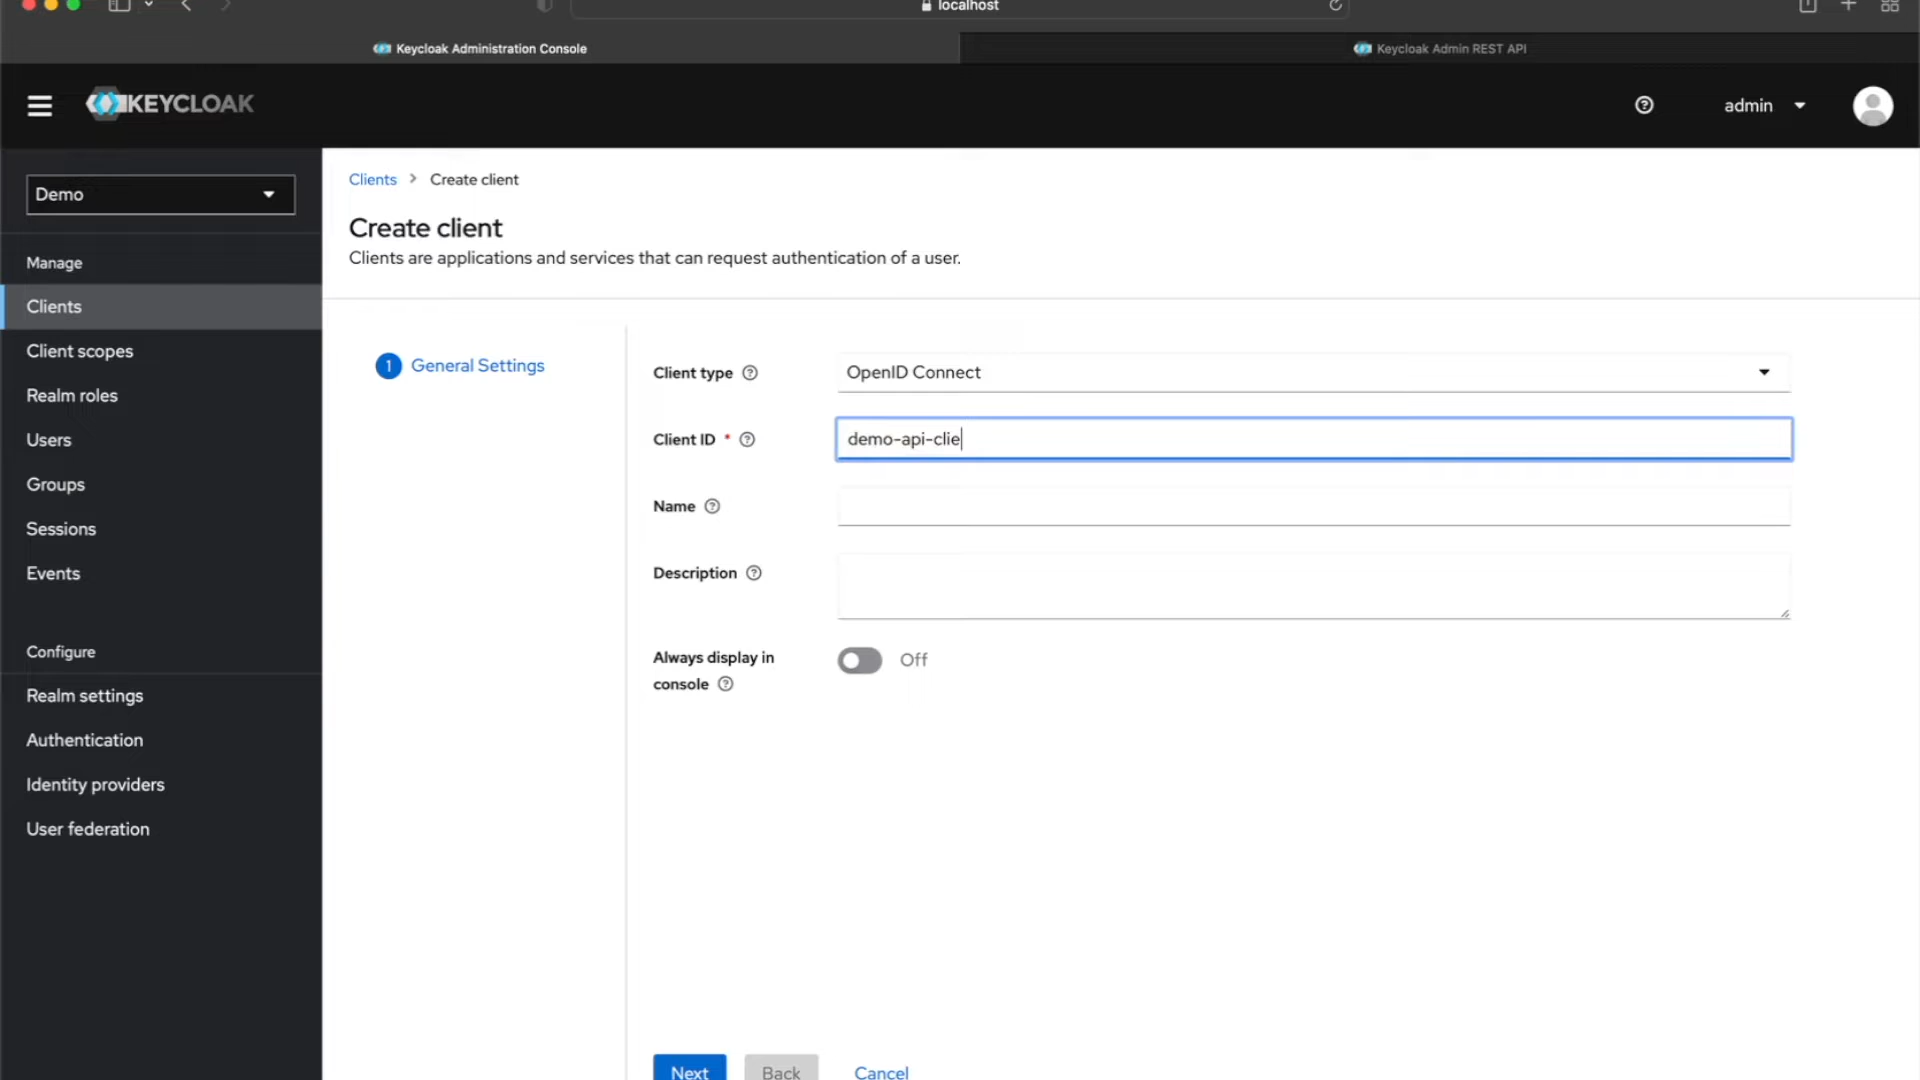 localhost
Keycloak Administration Console
Keycloak Admin REST API
KEYCLOAK
admin
Demo
Manage
Clients
Client scopes
Realm roles
Users
Groups
Sessions
Events
Configure
Realm settings
Authentication
Identity providers
User federation
Clients > Create client
Create client
Clients are applications and services that can request authentication of a user.
1 General Settings
Client type
OpenID Connect
Client ID *
demo-api-clie
Name
Description
Always display in
console
Off
Next
Back
Cancel